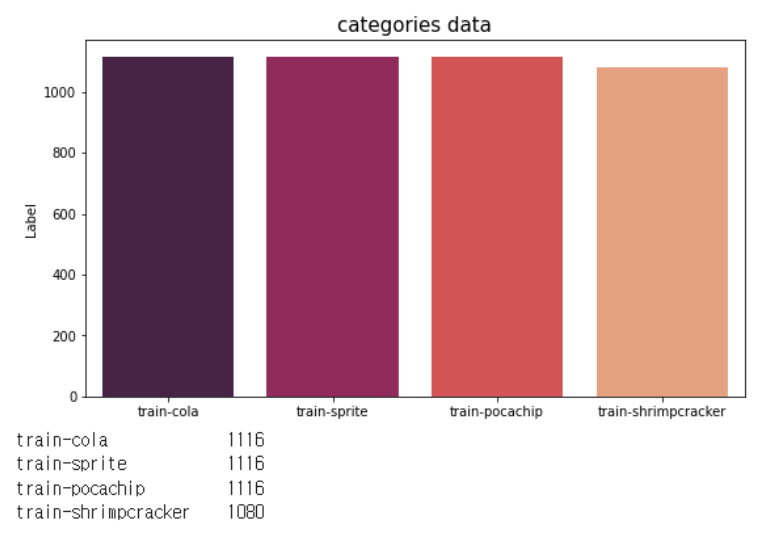 categories data
Label
1000
800
600
400
200
0
train-cola train-sprite train-pocachip train-shrimpcracker
train-cola 1116
train-sprite 1116
train-pocachip 1116
train-shrimpcracker 1080